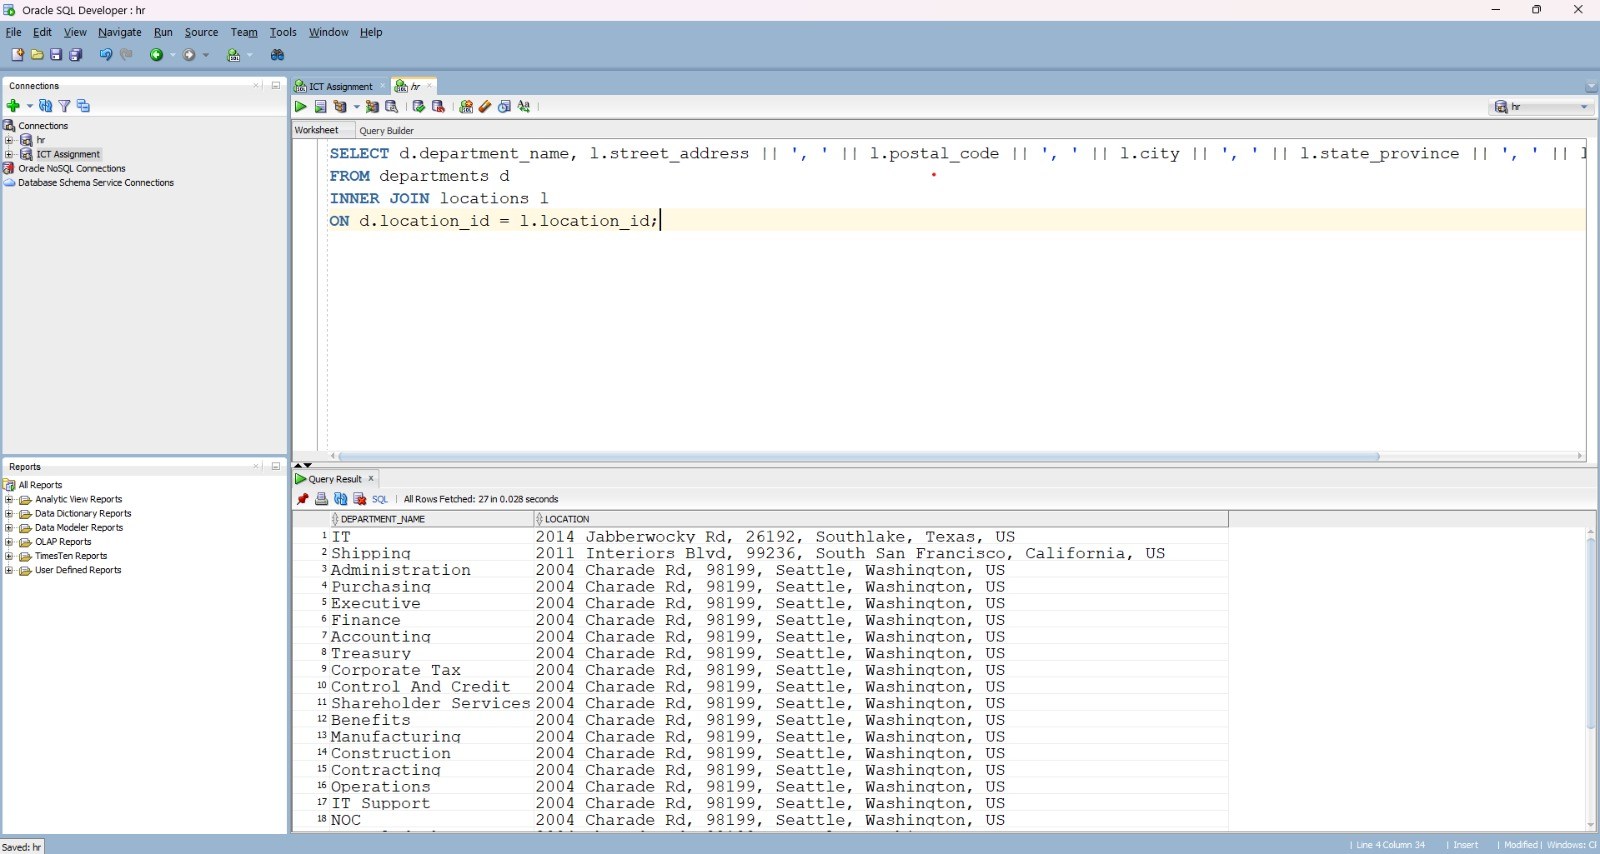 Oracle SQL Developer : hr
File Edit View Navigate Run Source Team Tools Window Help
Connections
Connections
hr
ICT Assignment
Oracle NoSQL Connections
Database Schema Service Connections
Reports
All Reports
Analytic View Reports
Data Dictionary Reports
Data Modeler Reports
OLAP Reports
TimesTen Reports
User Defined Reports
ICT Assignment hr
hr
Worksheet Query Builder
SELECT d.department_name, l.street_address || ', ' || l.postal_code || ', ' || l.city || ', ' || l.state_province || ', ' ||
FROM departments d
INNER JOIN locations l
ON d.location_id = l.location_id;
Query Result
SQL | All Rows Fetched: 27 in 0.028 seconds
DEPARTMENT_NAME LOCATION
1 IT 2014 Jabberwocky Rd, 26192, Southlake, Texas, US
2 Shipping 2011 Interiors Blvd, 99236, South San Francisco, California, US
3 Administration 2004 Charade Rd, 98199, Seattle, Washington, US
4 Purchasing 2004 Charade Rd, 98199, Seattle, Washington, US
5 Executive 2004 Charade Rd, 98199, Seattle, Washington, US
6 Finance 2004 Charade Rd, 98199, Seattle, Washington, US
7 Accounting 2004 Charade Rd, 98199, Seattle, Washington, US
8 Treasury 2004 Charade Rd, 98199, Seattle, Washington, US
9 Corporate Tax 2004 Charade Rd, 98199, Seattle, Washington, US
10 Control And Credit 2004 Charade Rd, 98199, Seattle, Washington, US
11 Shareholder Services 2004 Charade Rd, 98199, Seattle, Washington, US
12 Benefits 2004 Charade Rd, 98199, Seattle, Washington, US
13 Manufacturing 2004 Charade Rd, 98199, Seattle, Washington, US
14 Construction 2004 Charade Rd, 98199, Seattle, Washington, US
15 Contracting 2004 Charade Rd, 98199, Seattle, Washington, US
16 Operations 2004 Charade Rd, 98199, Seattle, Washington, US
17 IT Support 2004 Charade Rd, 98199, Seattle, Washington, US
18 NOC 2004 Charade Rd, 98199, Seattle, Washington, US
Saved: hr
| Line 4 Column 34 | Insert | Modified | Windows: